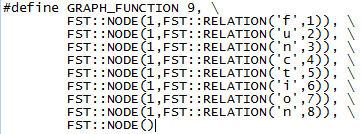 #define GRAPH_FUNCTION 9, \
FST::NODE(1,FST::RELATION('f',1)), \
FST::NODE(1,FST::RELATION('u',2)), \
FST::NODE(1,FST::RELATION('n',3)), \
FST::NODE(1,FST::RELATION('c',4)), \
FST::NODE(1,FST::RELATION('t',5)), \
FST::NODE(1,FST::RELATION('i',6)), \
FST::NODE(1,FST::RELATION('o',7)), \
FST::NODE(1,FST::RELATION('n',8)), \
FST::NODE()